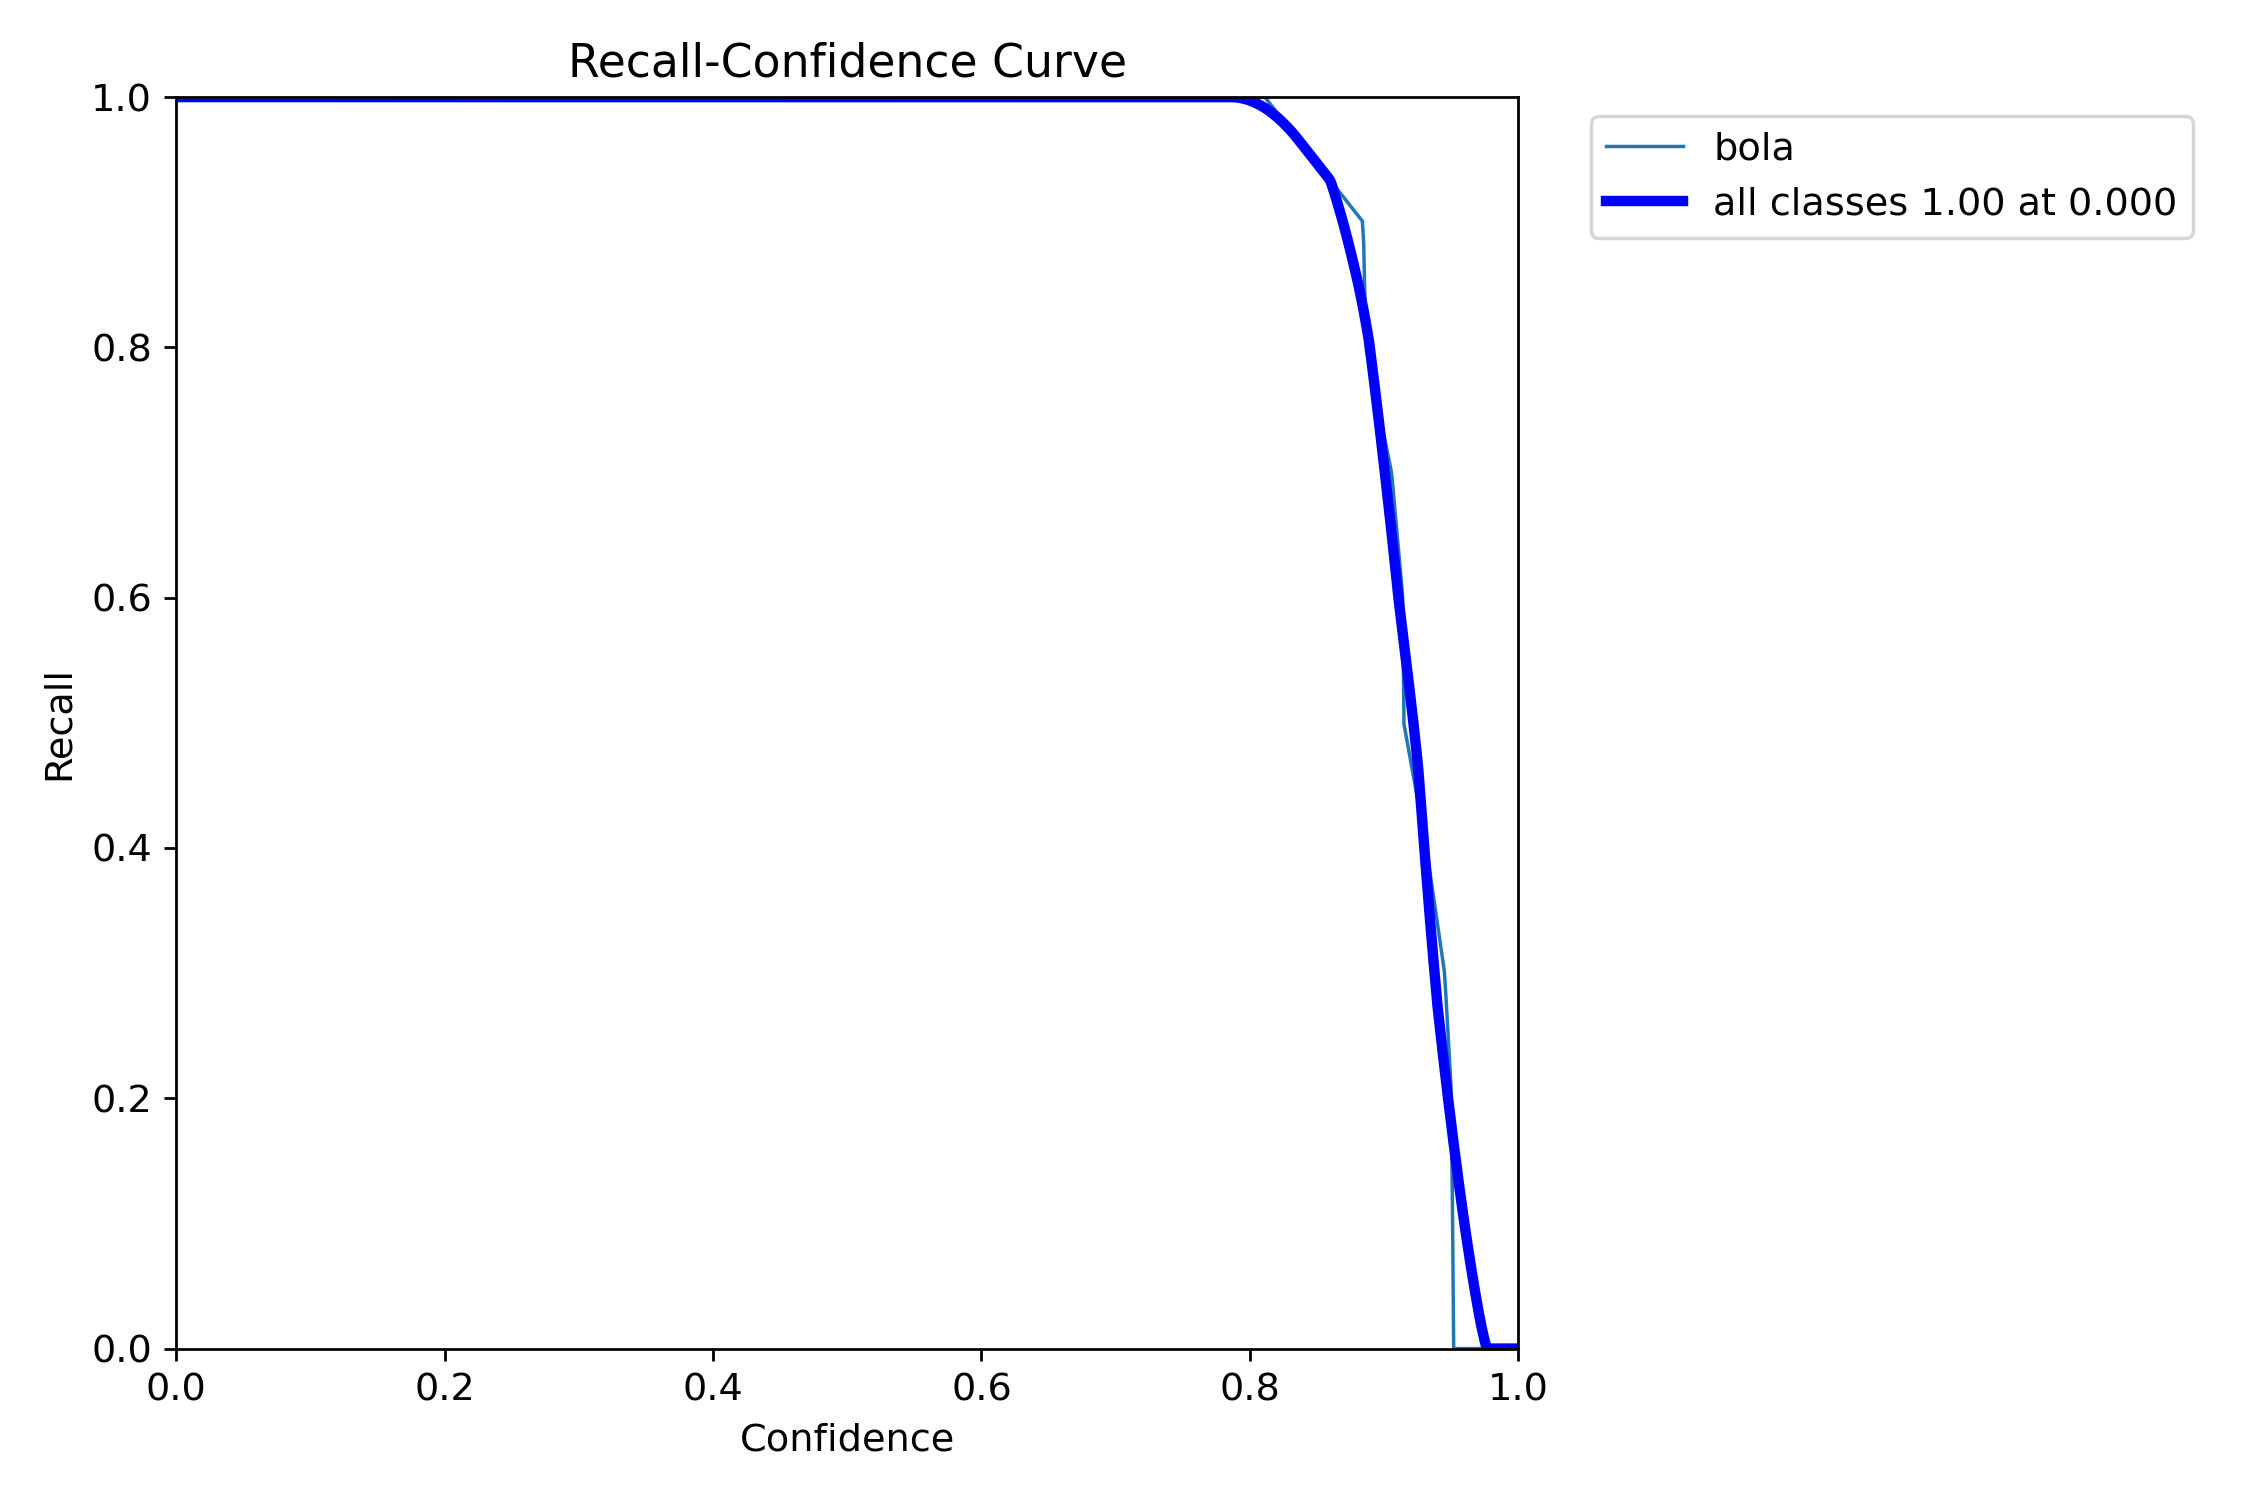 Recall-Confidence Curve
bola
all classes 1.00 at 0.000
Recall
1.0
0.8
0.6
0.4
0.2
0.0
0.0 0.2 0.4 0.6 0.8 1.0
Confidence